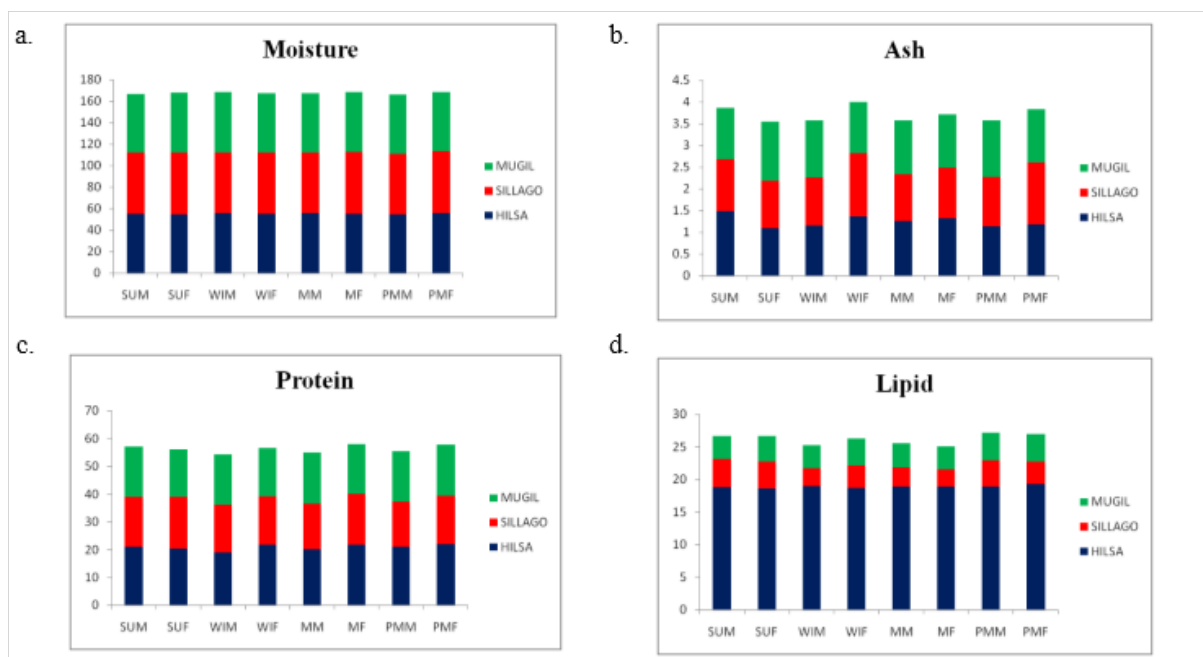 a.
Moisture
180
160
140
120
100
80
60
40
20
0
SUM SUF WIM WIF MM MF PMM PMF
MUGIL
SILLAGO
HILSA
b.
Ash
4.5
4
3.5
3
2.5
2
1.5
1
0.5
0
SUM SUF WIM WIF MM MF PMM PMF
MUGIL
SILLAGO
HILSA
c.
Protein
70
60
50
40
30
20
10
0
SUM SUF WIM WIF MM MF PMM PMF
MUGIL
SILLAGO
HILSA
d.
Lipid
30
25
20
15
10
5
0
SUM SUF WIM WIF MM MF PMM PMF
MUGIL
SILLAGO
HILSA